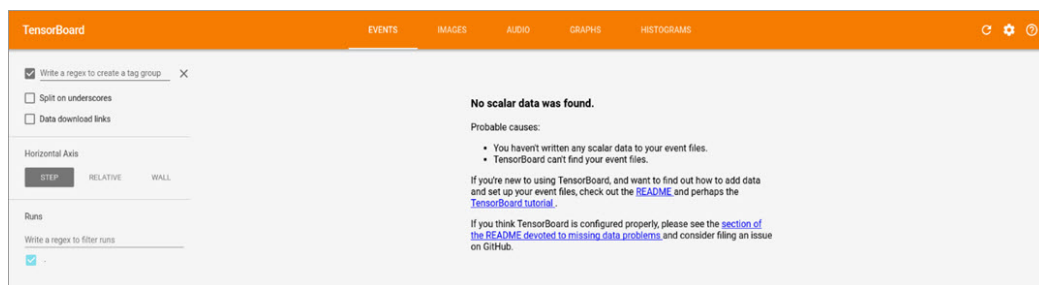 TensorBoard
EVENTS IMAGES AUDIO GRAPHS HISTOGRAMS
Write a regex to create a tag group
Split on underscores
Data download links
Horizontal Axis
STEP RELATIVE WALL
Runs
Write a regex to filter runs
.
No scalar data was found.
Probable causes:
• You haven't written any scalar data to your event files.
• TensorBoard can't find your event files.
If you're new to using TensorBoard, and want to find out how to add data
and set up your event files, check out the README and perhaps the
TensorBoard tutorial .
If you think TensorBoard is configured properly, please see the section of
the README devoted to missing data problems and consider filing an issue
on GitHub.